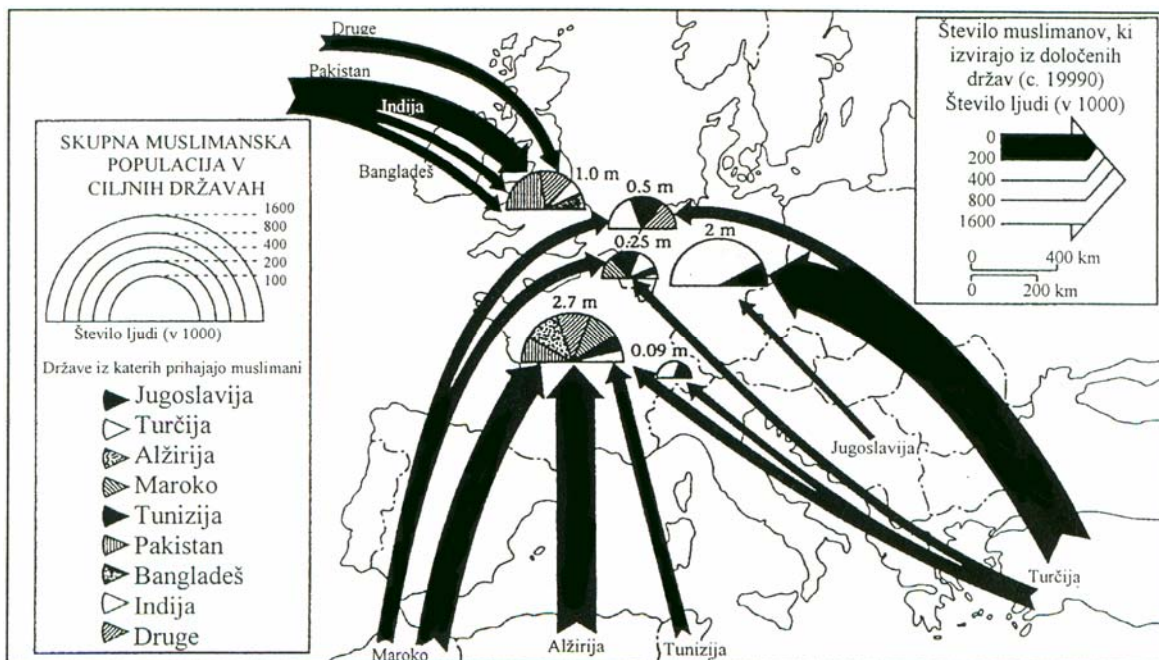 Druge
Pakistan
Indija
Bangladeš
SKUPNA MUSLIMANSKA
POPULACIJA V
CILJNIH DRŽAVAH
1600
800
400
200
100
Število ljudi (v 1000)
Države iz katerih prihajajo muslimani
Jugoslavija
Turčija
Alžirija
Maroko
Tunizija
Pakistan
Bangladeš
Indija
Druge
1.0 m
0.5 m
0.25 m
2 m
2.7 m
0.09 m
Jugoslavija
Turčija
Maroko
Alžirija
Tunizija
Število muslimanov, ki
izvirajo iz določenih
držav (c. 19990)
Število ljudi (v 1000)
0
200
400
800
1600
0 400 km
0 200 km